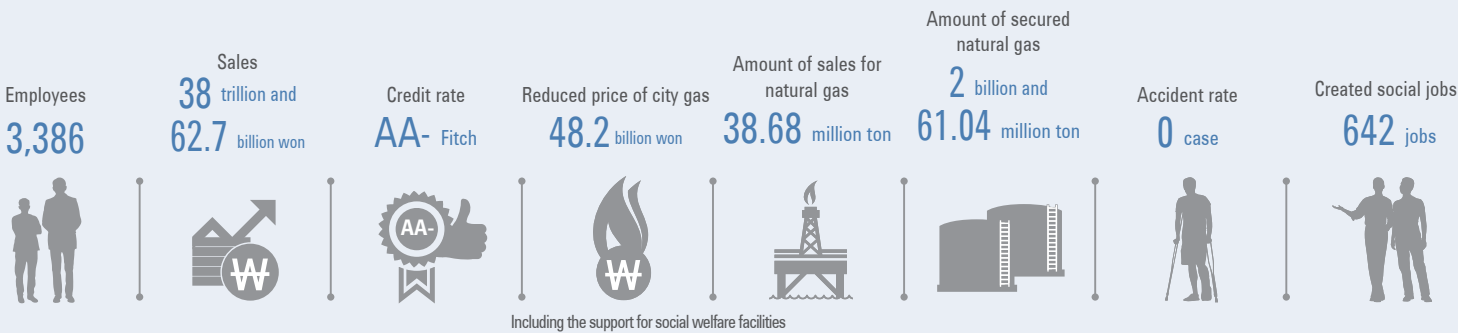 Employees
3,386
Sales
38 trillion and
62.7 billion won
Credit rate
AA- Fitch
AA-
Reduced price of city gas
48.2 billion won
₩
Including the support for social welfare facilities
Amount of sales for
natural gas
38.68 million ton
Amount of secured
natural gas
2 billion and
61.04 million ton
Accident rate
0 case
Created social jobs
642 jobs